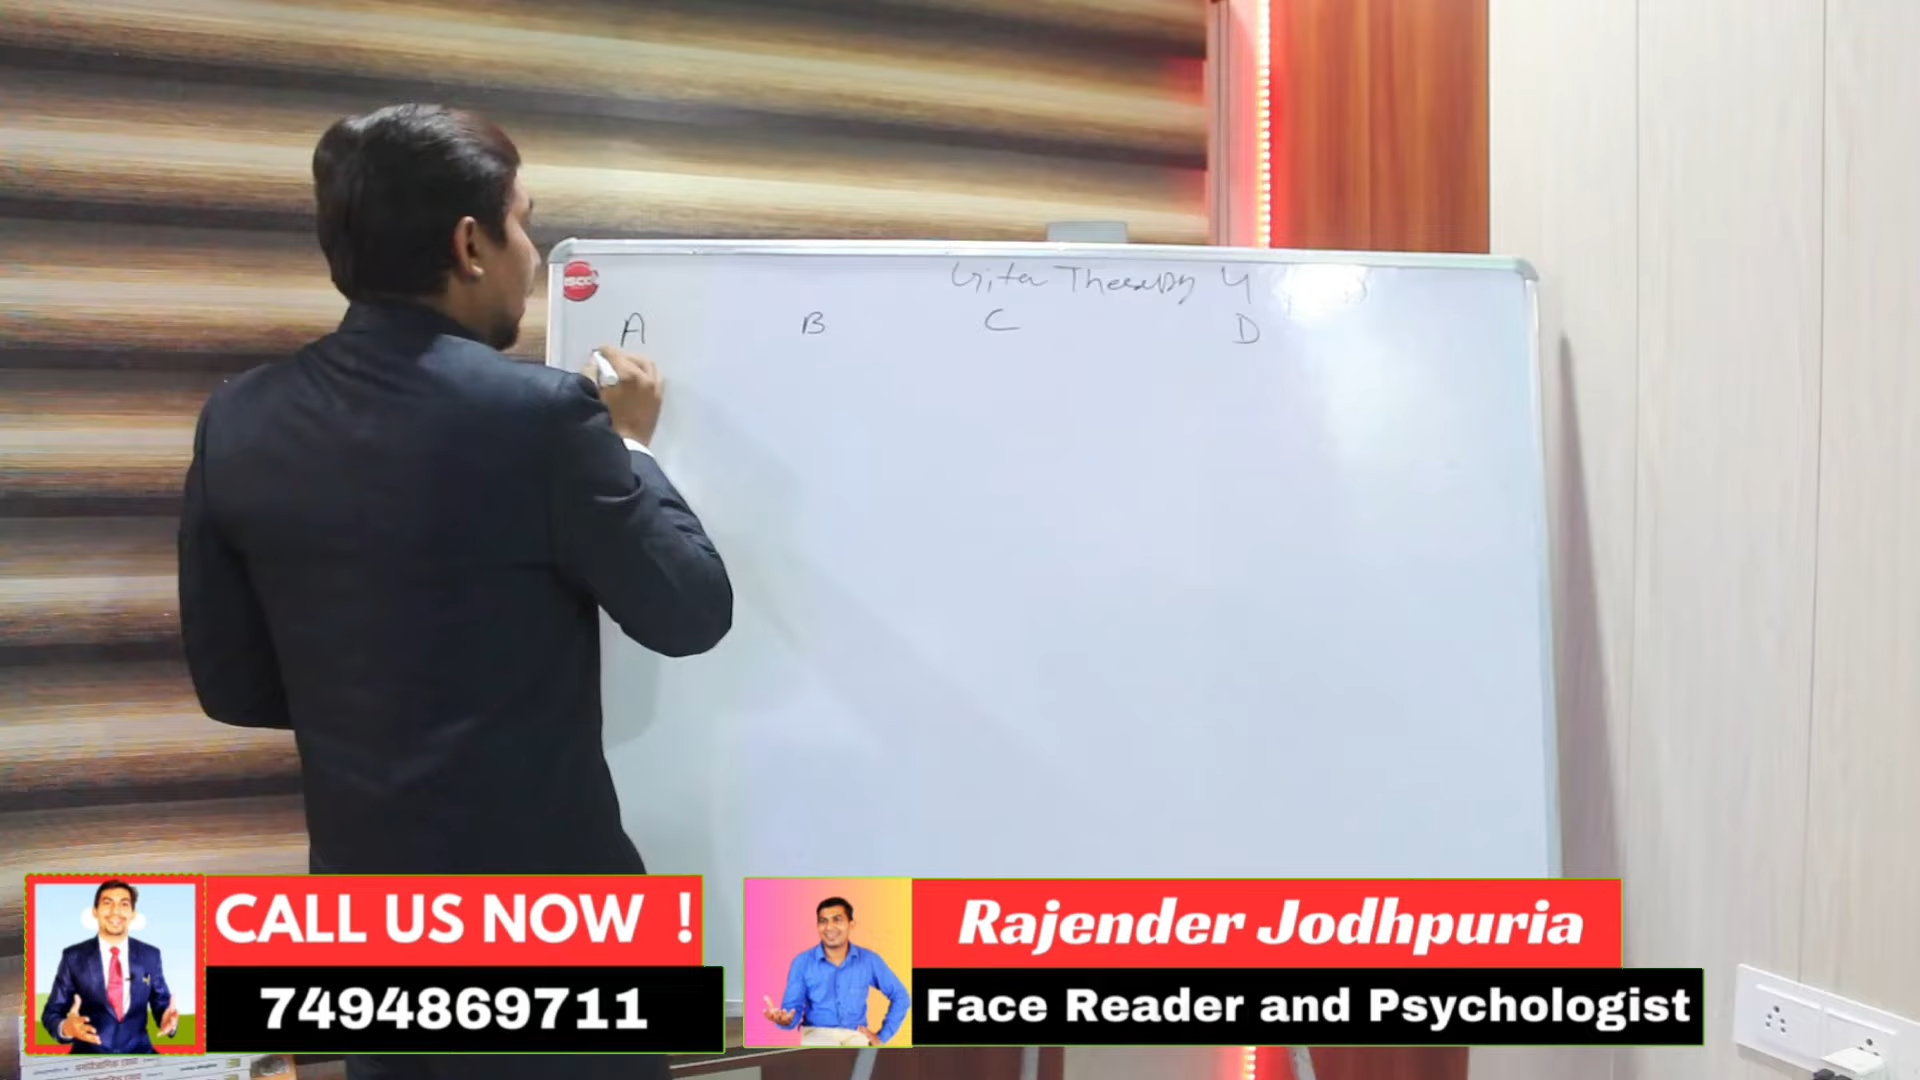 Gita Therapy 4
A B C D
CALL US NOW !
7494869711
Rajender Jodhpuria
Face Reader and Psychologist